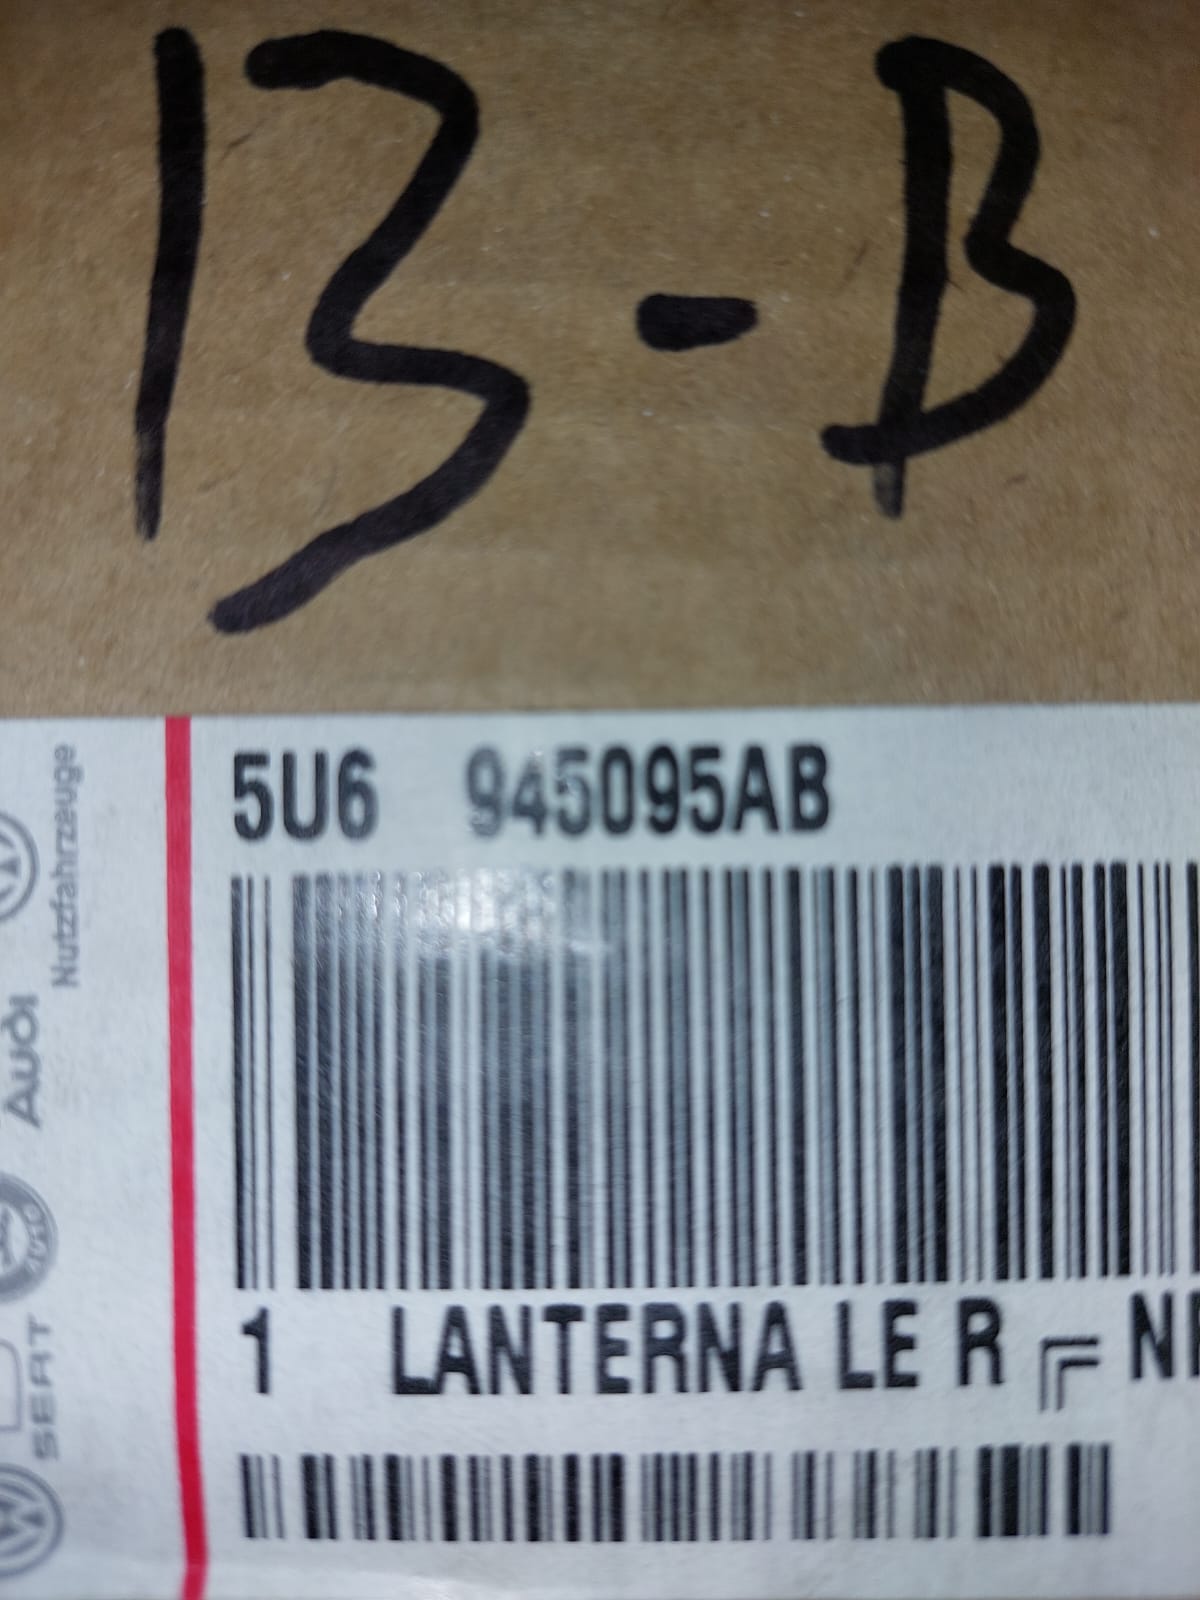 13-B
5U6 945095AB
1 LANTERNA LE R
Nutzfahrzeuge
Audi
SEAT